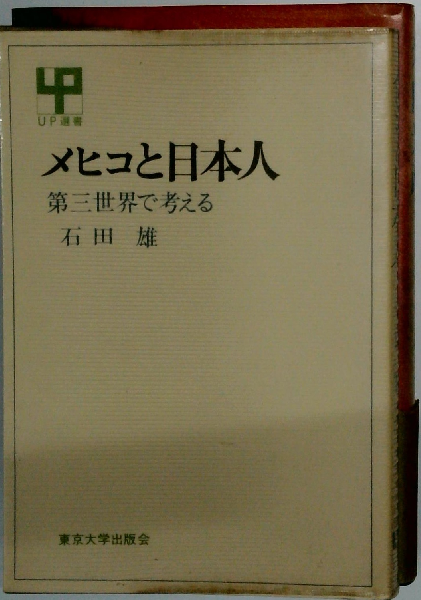 UP選書
メヒコと日本人
第三世界で考える
石田 雄
東京大学出版会